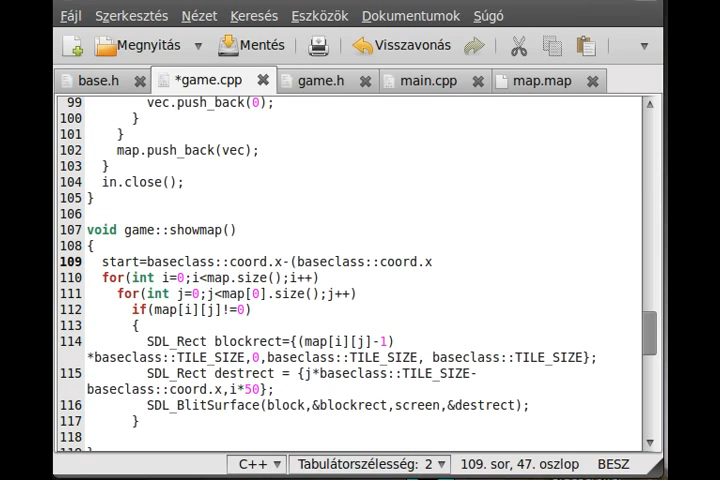 Fájl Szerkesztés Nézet Keresés Eszközök Dokumentumok Súgó
Megnyitás Mentés Visszavonás
base.h *game.cpp game.h main.cpp map.map
99 vec.push_back(0);
100 }
101 }
102 map.push_back(vec);
103 }
104 in.close();
105 }
106
107 void game::showmap()
108 {
109 start=baseclass::coord.x-(baseclass::coord.x
110 for(int i=0;i<map.size();i++)
111 for(int j=0;j<map[0].size();j++)
112 if(map[i][j]!=0)
113 {
114 SDL_Rect blockrect={(map[i][j]-1)
*baseclass::TILE_SIZE,0,baseclass::TILE_SIZE, baseclass::TILE_SIZE};
115 SDL_Rect destrect = {j*baseclass::TILE_SIZE-
baseclass::coord.x,i*50};
116 SDL_BlitSurface(block,&blockrect,screen,&destrect);
117 }
118
C++ Tabulátorszélesség: 2 109. sor, 47. oszlop BESZ